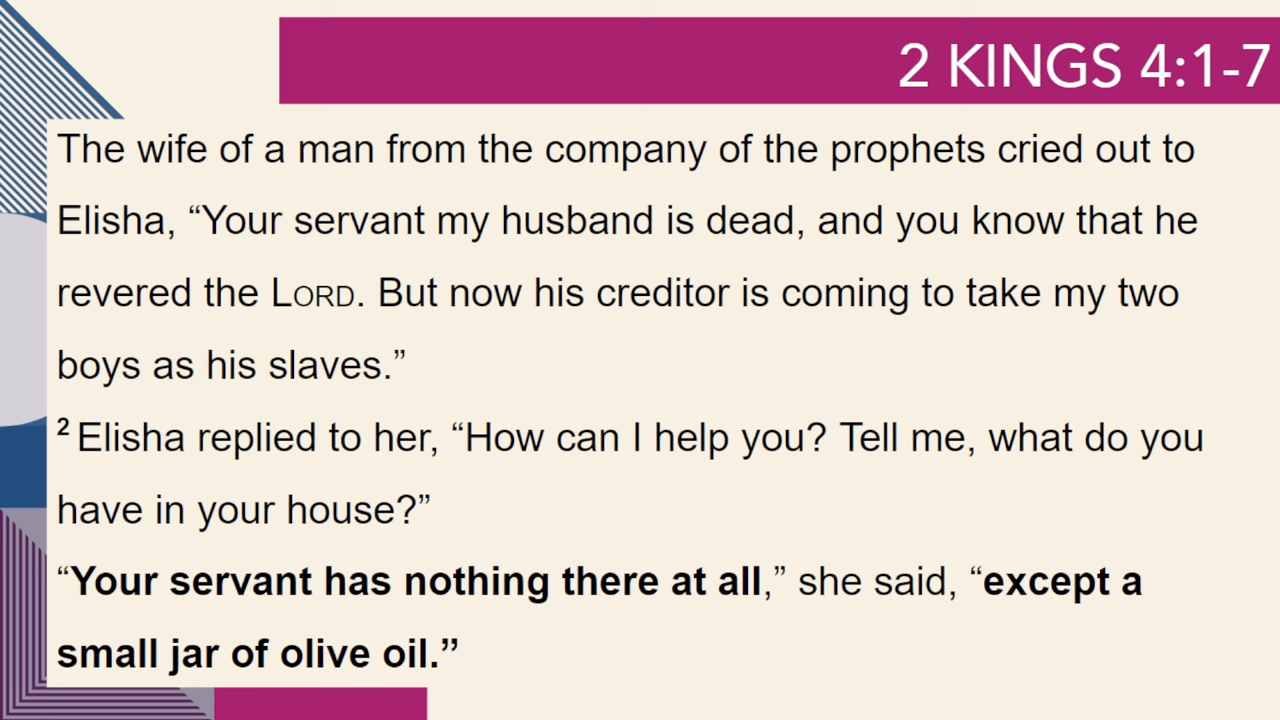 2 KINGS 4:1-7
The wife of a man from the company of the prophets cried out to
Elisha, “Your servant my husband is dead, and you know that he
revered the LORD. But now his creditor is coming to take my two
boys as his slaves.”
2 Elisha replied to her, “How can I help you? Tell me, what do you
have in your house?”
“Your servant has nothing there at all,” she said, “except a
small jar of olive oil.”